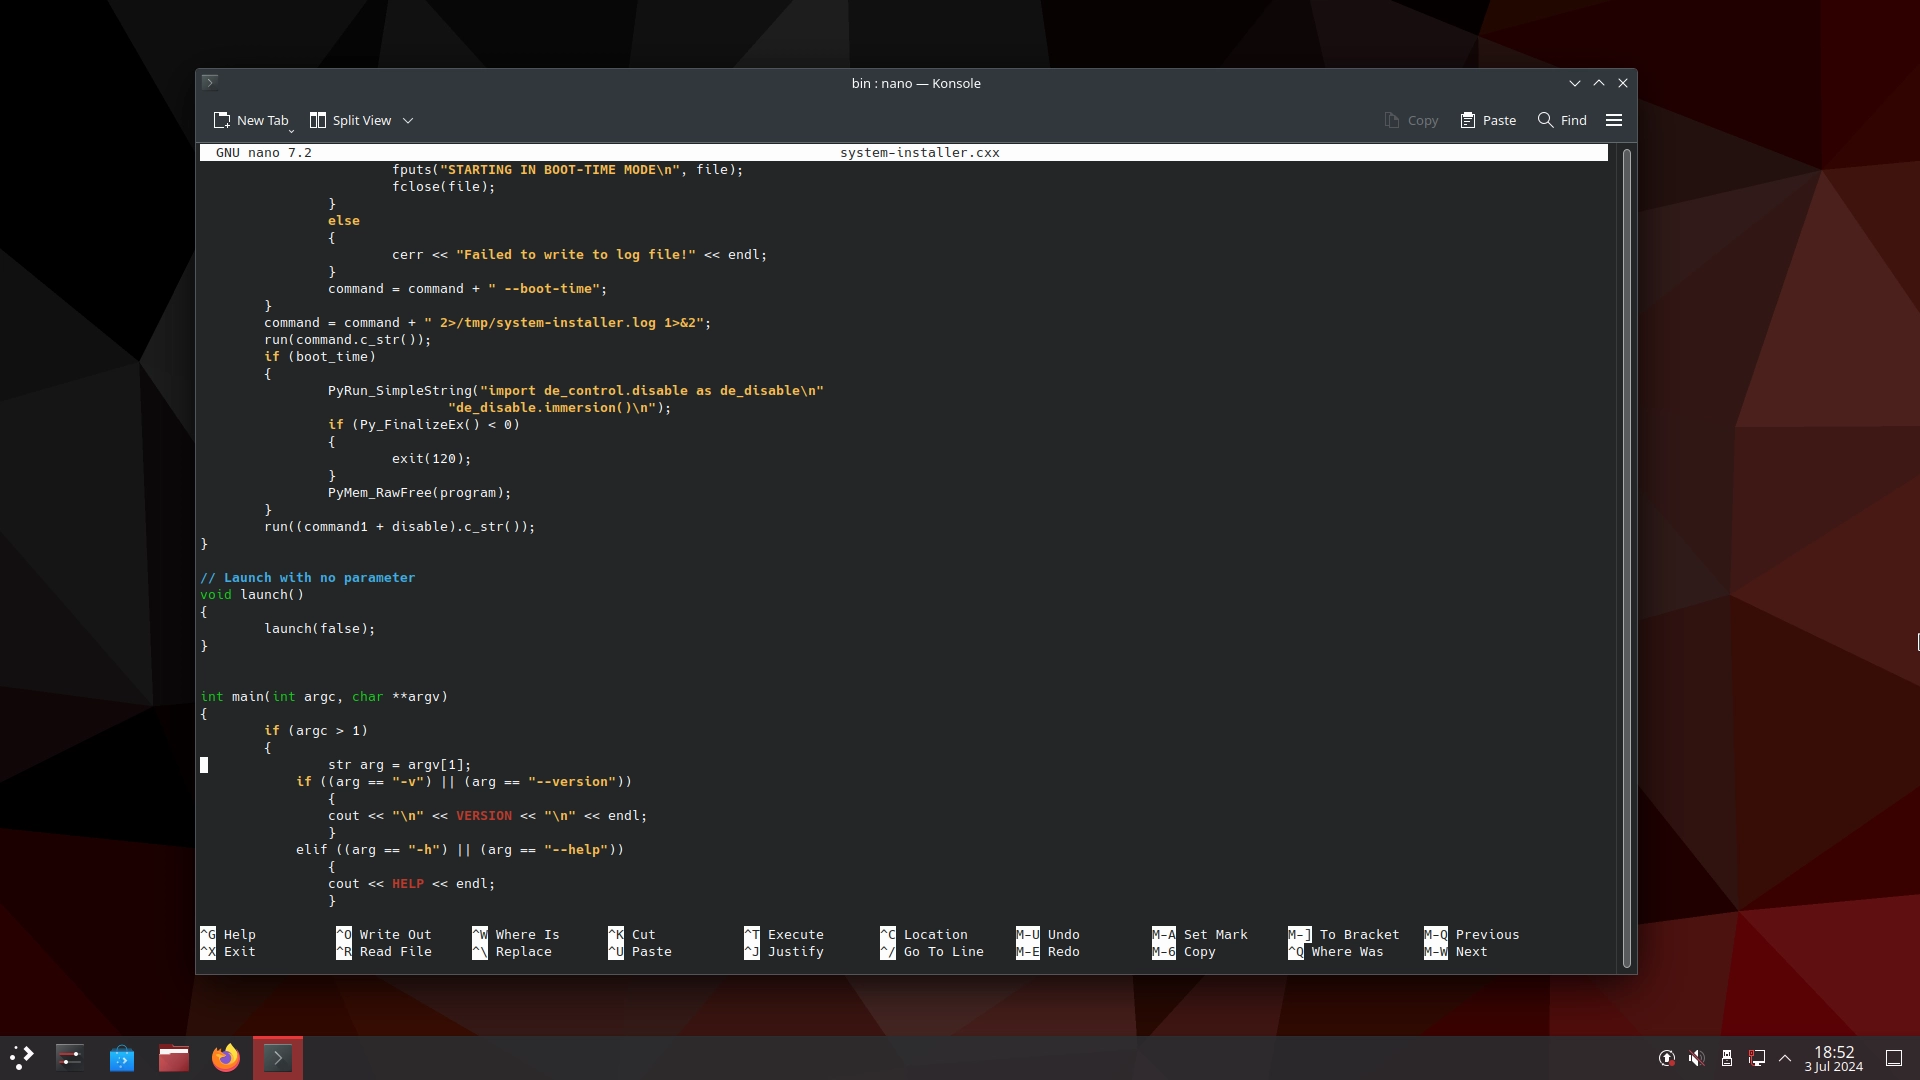 bin : nano — Konsole
New Tab Split View Copy Paste Find
GNU nano 7.2 system-installer.cxx
fputs("STARTING IN BOOT-TIME MODE\n", file);
fclose(file);
}
else
{
cerr << "Failed to write to log file!" << endl;
}
command = command + " --boot-time";
}
command = command + " 2>/tmp/system-installer.log 1>&2";
run(command.c_str());
if (boot_time)
{
PyRun_SimpleString("import de_control.disable as de_disable\n"
"de_disable.immersion()\n");
if (Py_FinalizeEx() < 0)
{
exit(120);
}
PyMem_RawFree(program);
}
run((command1 + disable).c_str());
}
// Launch with no parameter
void launch()
{
launch(false);
}
int main(int argc, char **argv)
{
if (argc > 1)
{
str arg = argv[1];
if ((arg == "-v") || (arg == "--version"))
{
cout << "\n" << VERSION << "\n" << endl;
}
elif ((arg == "-h") || (arg == "--help"))
{
cout << HELP << endl;
}
^G Help ^O Write Out ^W Where Is ^K Cut ^T Execute ^C Location M-U Undo M-A Set Mark M-] To Bracket M-Q Previous
^X Exit ^R Read File ^\ Replace ^U Paste ^J Justify ^/ Go To Line M-E Redo M-6 Copy ^Q Where Was M-W Next
18:52
3 Jul 2024